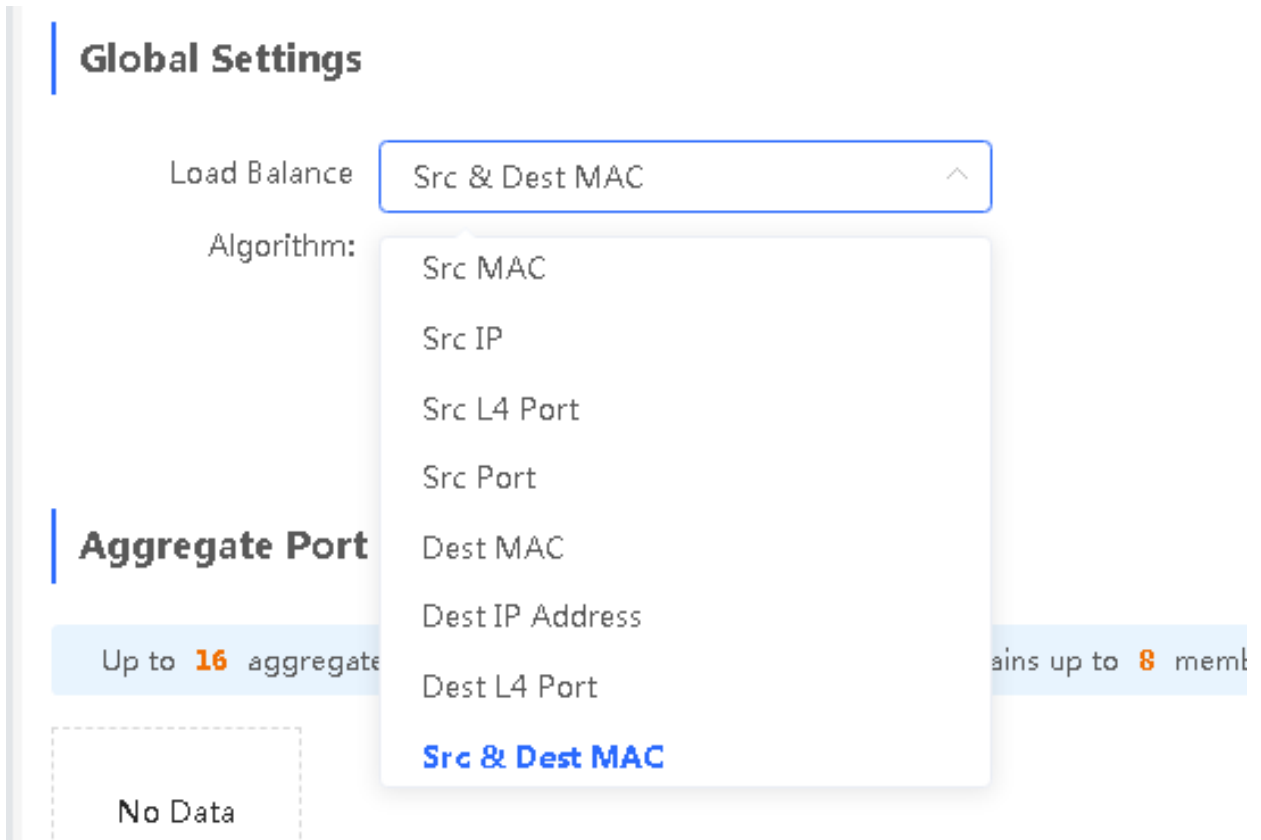 Global Settings
Load Balance
Src & Dest MAC
Algorithm:
Src MAC
Src IP
Src L4 Port
Src Port
Aggregate Port
Dest MAC
Dest IP Address
Up to 16 aggregate
ains up to 8
Dest L4 Port
Src & Dest MAC
No Data